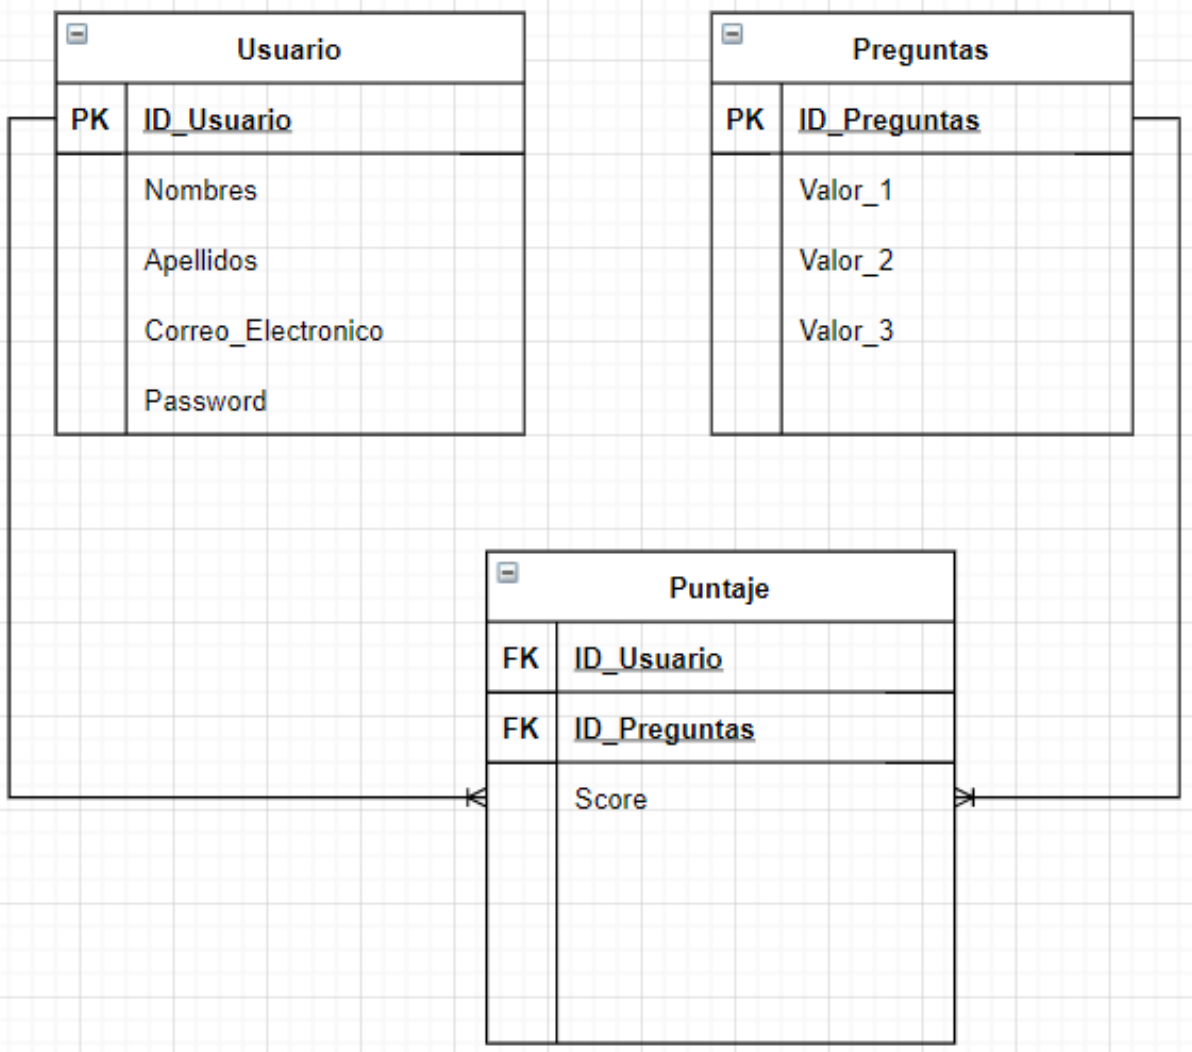 Usuario
PK ID_Usuario
Nombres
Apellidos
Correo_Electronico
Password
Preguntas
PK ID_Preguntas
Valor_1
Valor_2
Valor_3
Puntaje
FK ID_Usuario
FK ID_Preguntas
Score